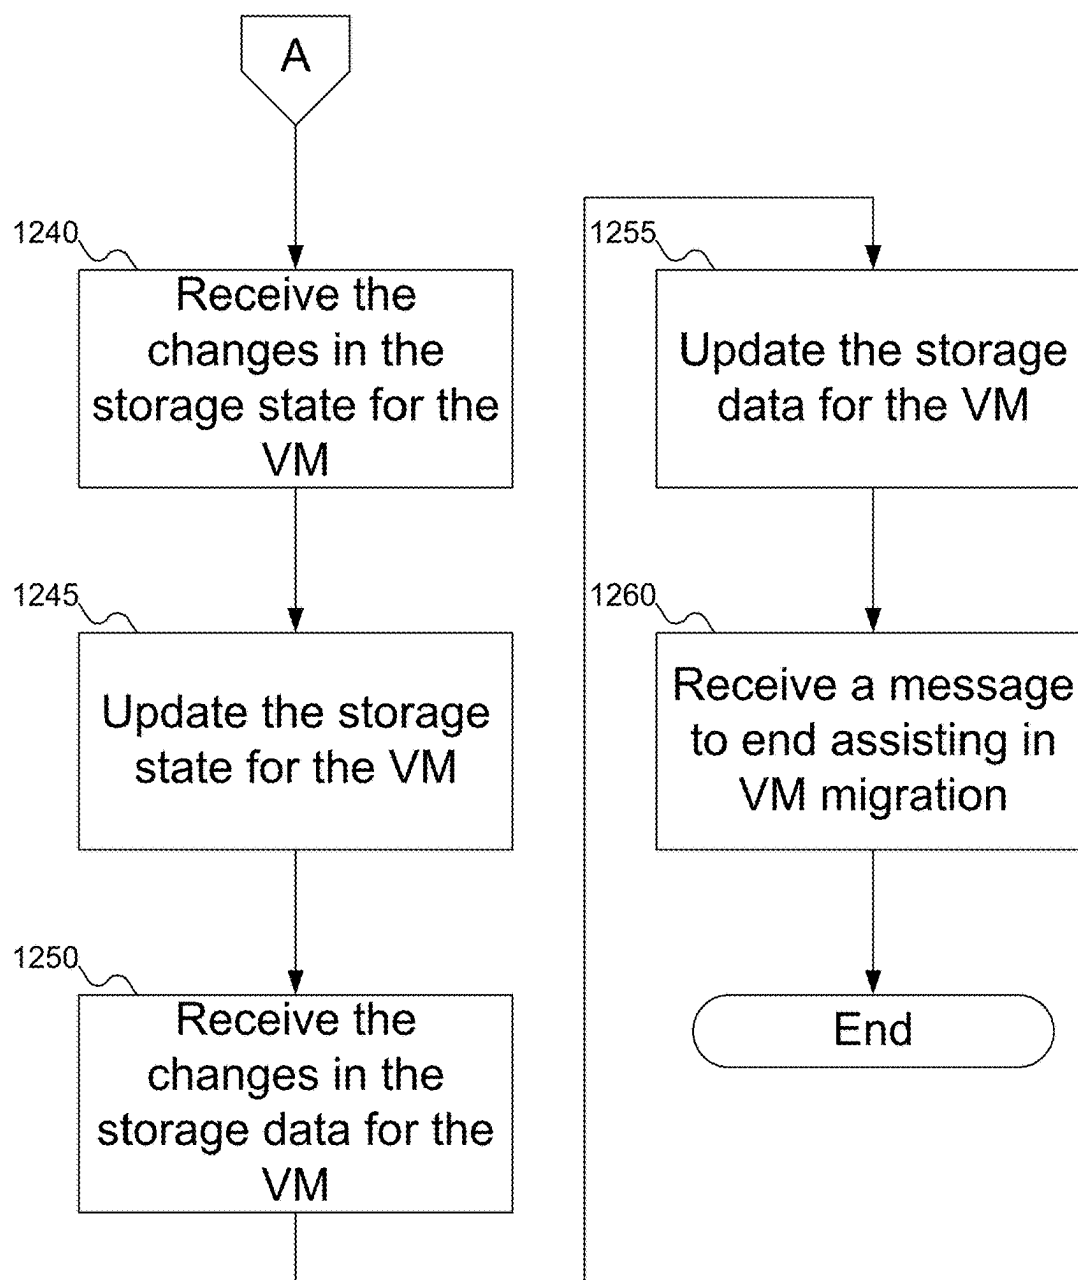 A
1240
Receive the
changes in the
storage state for the
VM
1245
Update the storage
state for the VM
1250
Receive the
changes in the
storage data for the
VM
1255
Update the storage
data for the VM
1260
Receive a message
to end assisting in
VM migration
End